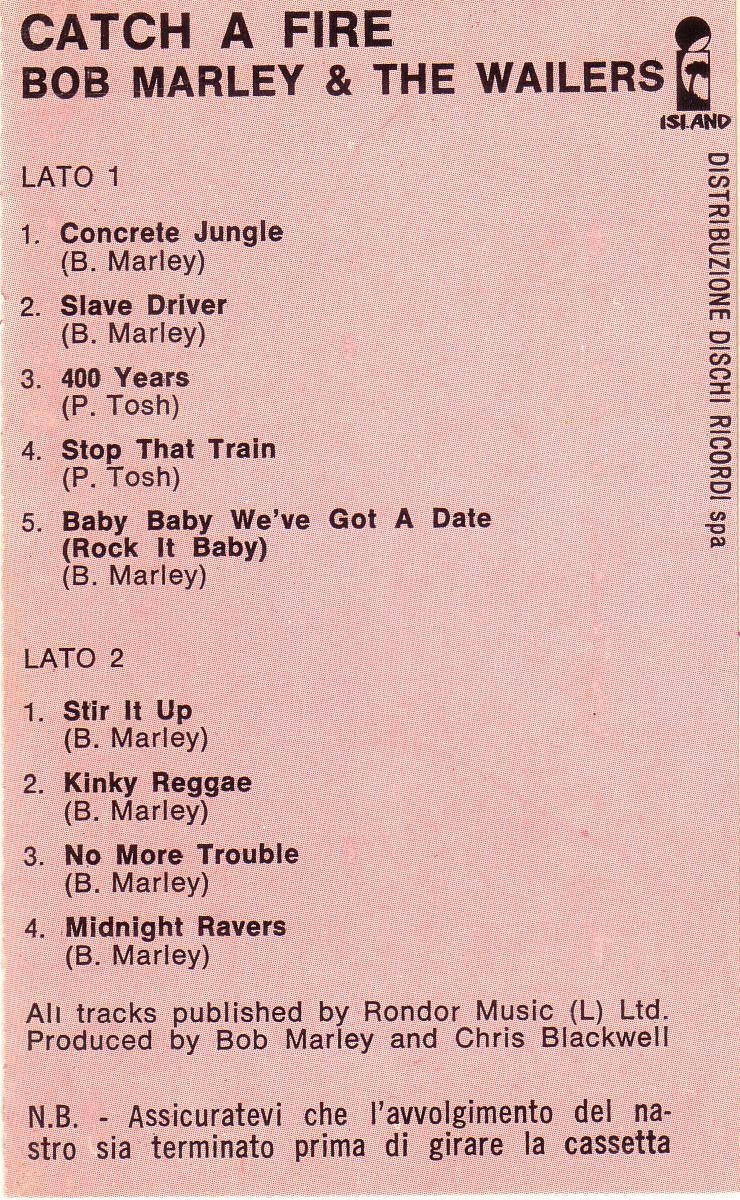 CATCH A FIRE
BOB MARLEY & THE WAILERS
ISLAND
DISTRIBUZIONE DISCHI RICORDI spa
LATO 1
1. Concrete Jungle
(B. Marley)
2. Slave Driver
(B. Marley)
3. 400 Years
(P. Tosh)
4. Stop That Train
(P. Tosh)
5. Baby Baby We've Got A Date
(Rock It Baby)
(B. Marley)
LATO 2
1. Stir It Up
(B. Marley)
2. Kinky Reggae
(B. Marley)
3. No More Trouble
(B. Marley)
4. Midnight Ravers
(B. Marley)
All tracks published by Rondor Music (L) Ltd.
Produced by Bob Marley and Chris Blackwell
N.B. - Assicuratevi che l'avvolgimento del na-
stro sia terminato prima di girare la cassetta